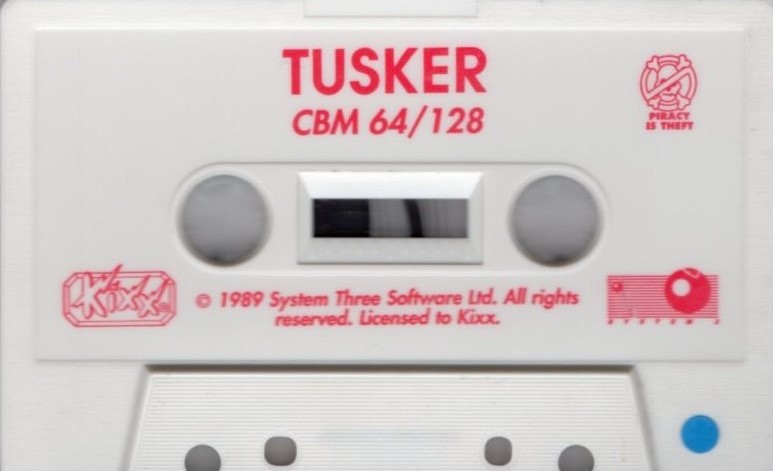 TUSKER
CBM 64/128
PIRACY
IS THEFT
Kixx
© 1989 System Three Software Ltd. All rights
reserved. Licensed to Kixx.
SYSTEM 3